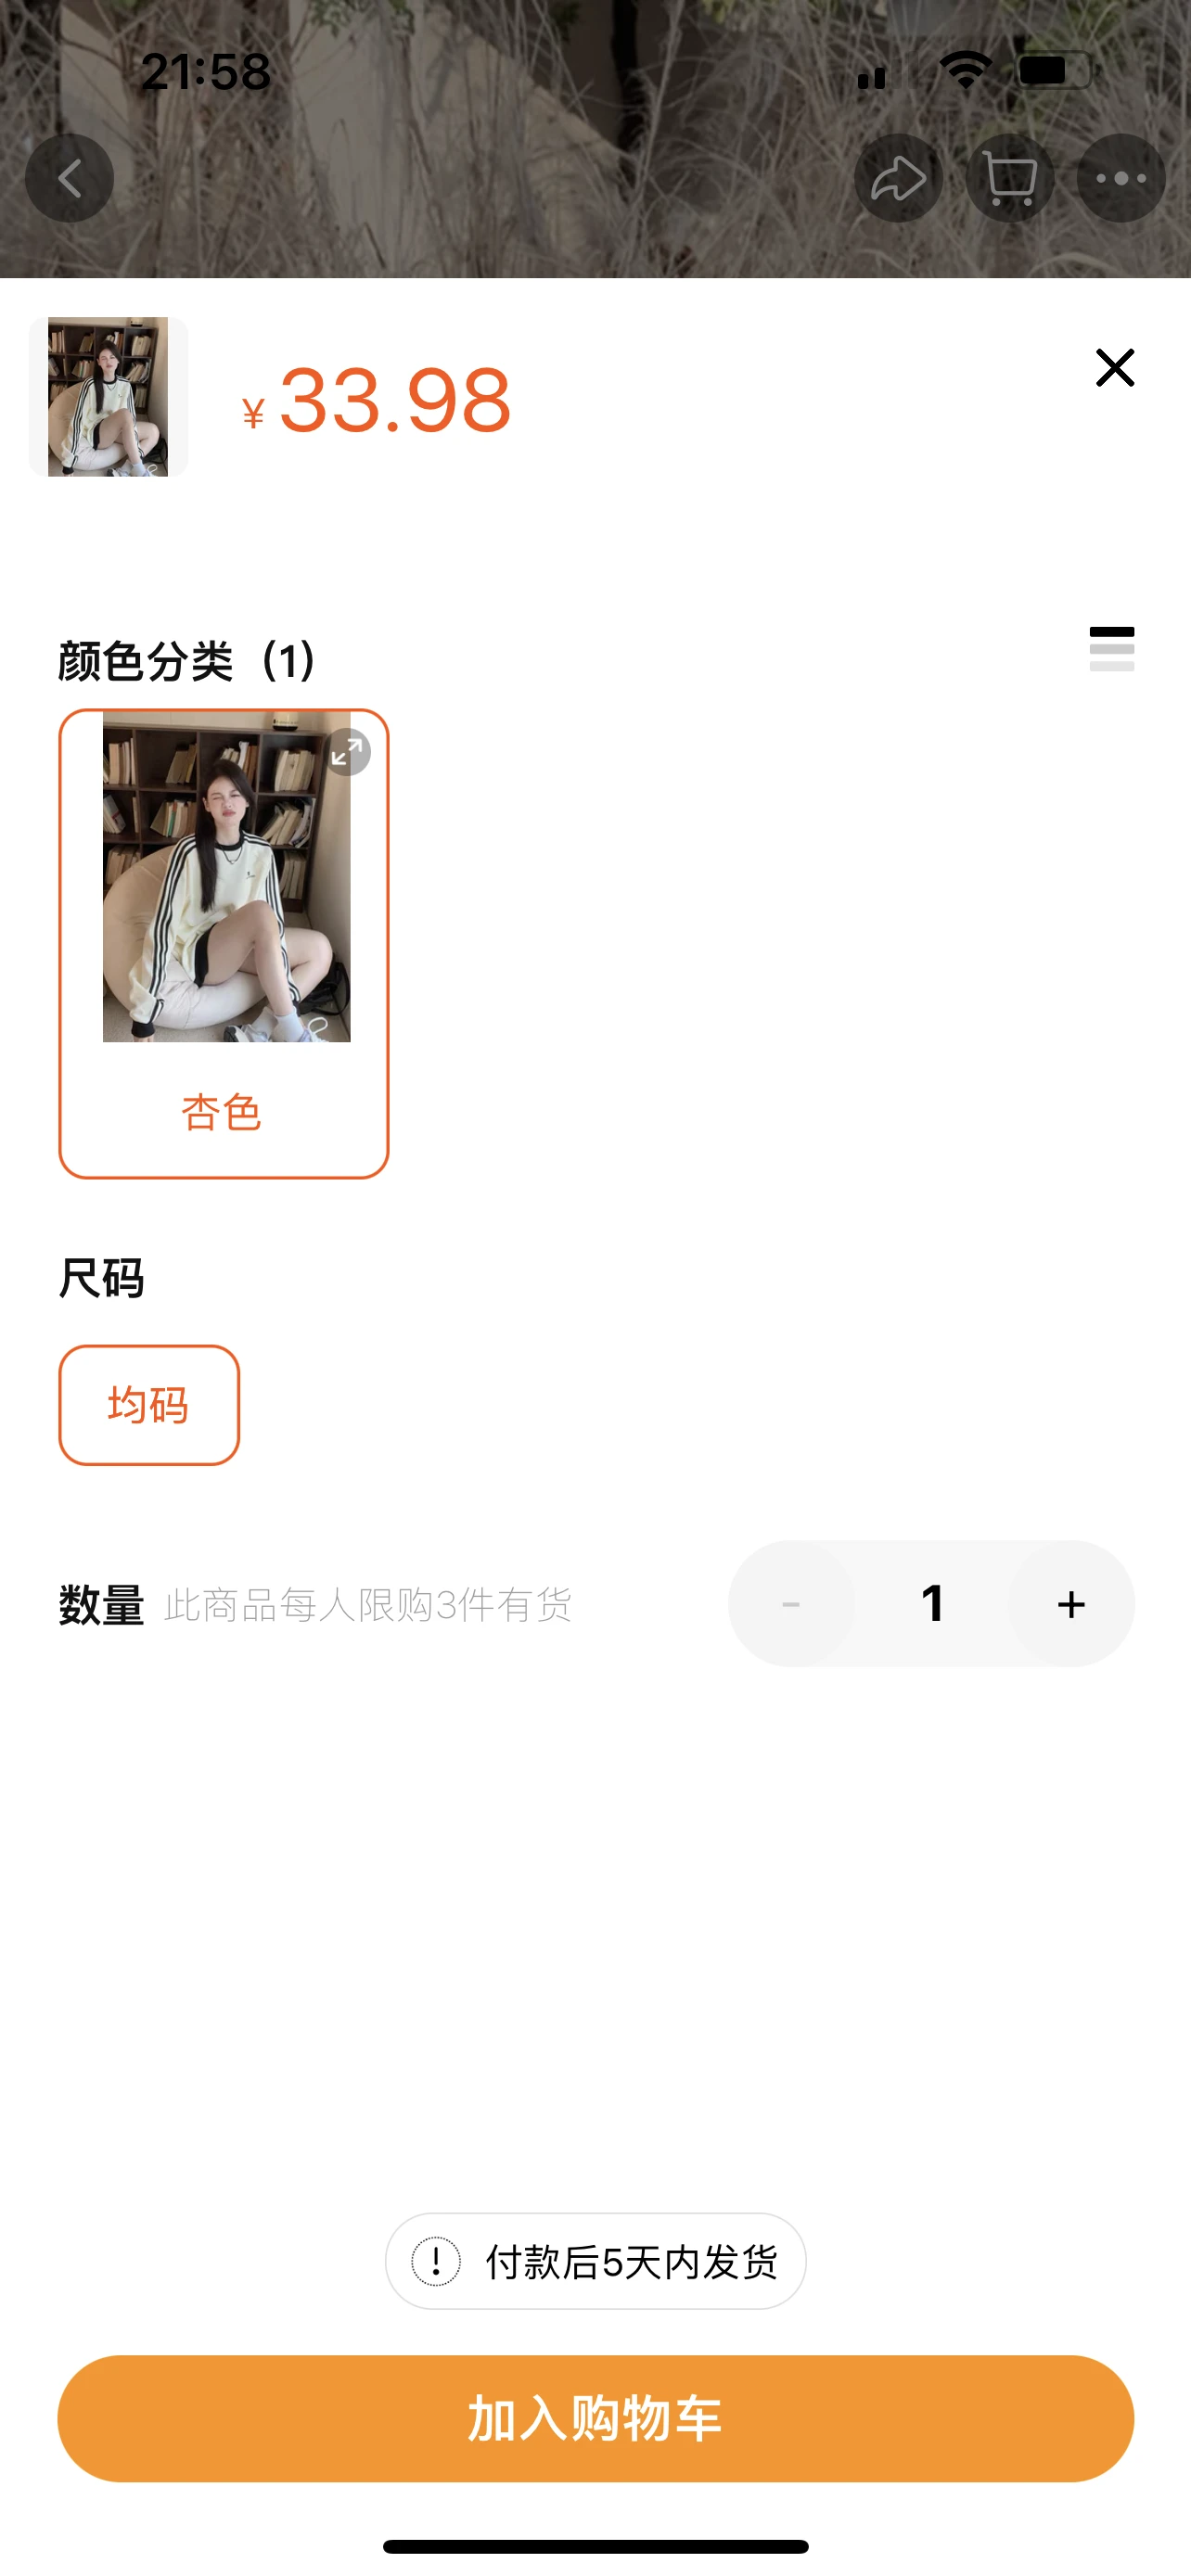 21:58
¥33.98
颜色分类 (1)
杏色
尺码
均码
数量 此商品每人限购3件有货
- 1 +
付款后5天内发货
加入购物车